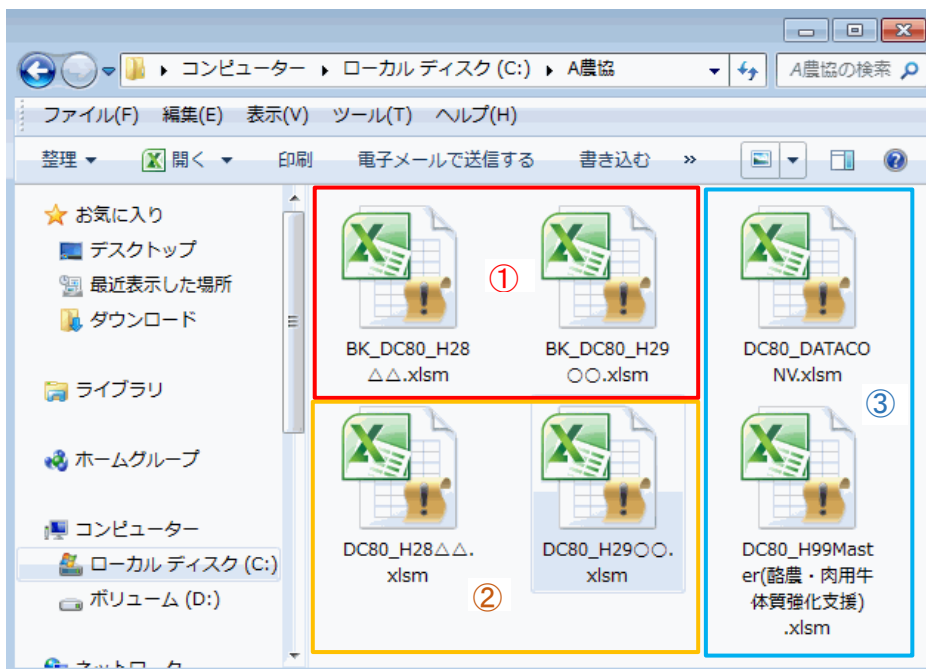 コンピューター ▸ ローカル ディスク (C:) ▸ A農協
A農協の検索
ファイル(F) 編集(E) 表示(V) ツール(T) ヘルプ(H)
整理 開く 印刷 電子メールで送信する 書き込む »
お気に入り
デスクトップ
最近表示した場所
ダウンロード
ライブラリ
ホームグループ
コンピューター
ローカル ディスク (C:)
ボリューム (D:)
ネットワーク
①
BK_DC80_H28
△△.xlsm
BK_DC80_H29
○○.xlsm
DC80_DATACO
NV.xlsm
③
DC80_H28△△.
xlsm
DC80_H29○○.
xlsm
②
DC80_H99Mast
er(酪農・肉用牛
体質強化支援)
.xlsm